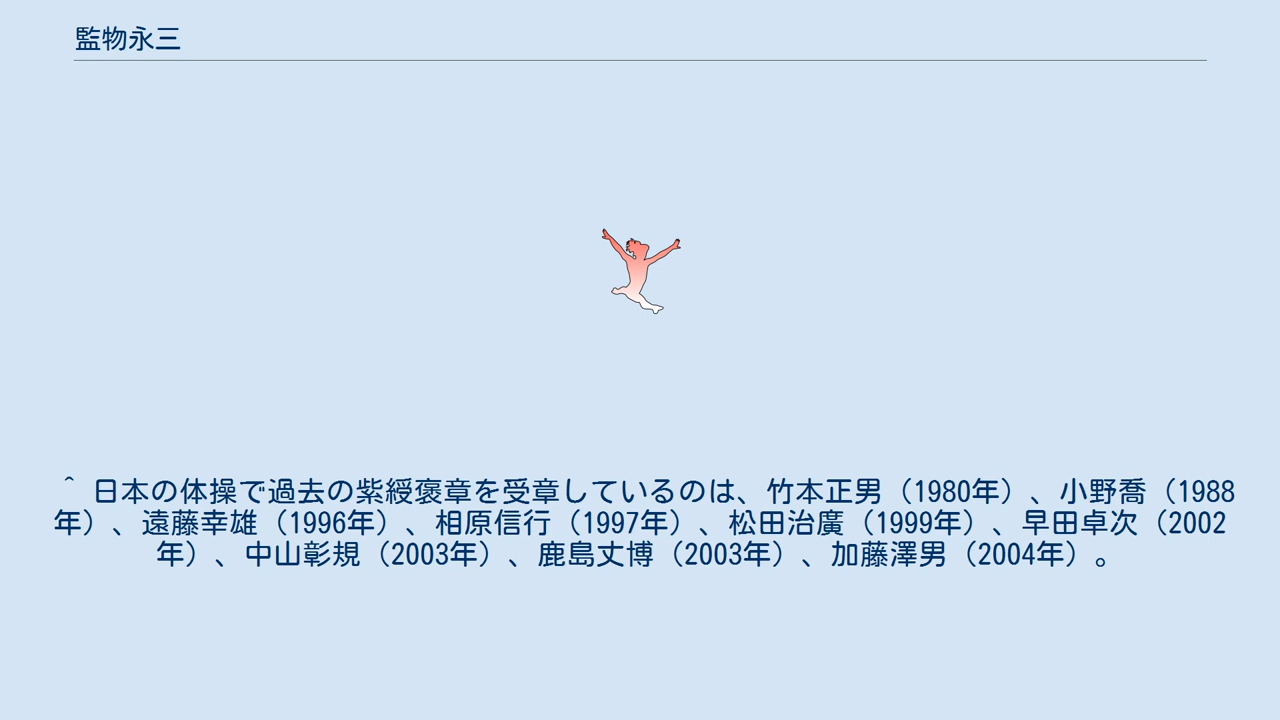 監物永三
^ 日本の体操で過去の紫綬褒章を受章しているのは、竹本正男（1980年）、小野喬（1988
年）、遠藤幸雄（1996年）、相原信行（1997年）、松田治廣（1999年）、早田卓次（2002
年）、中山彰規（2003年）、鹿島丈博（2003年）、加藤澤男（2004年）。